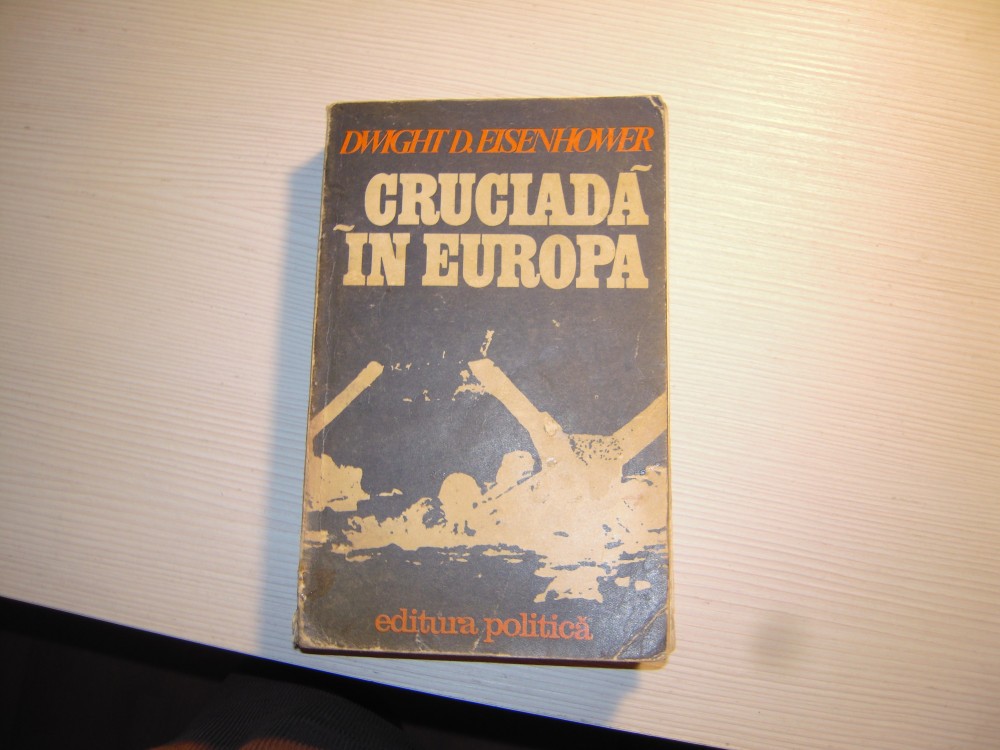 DWIGHT D. EISENHOWER
CRUCIADĂ
ÎN EUROPA
editura politică